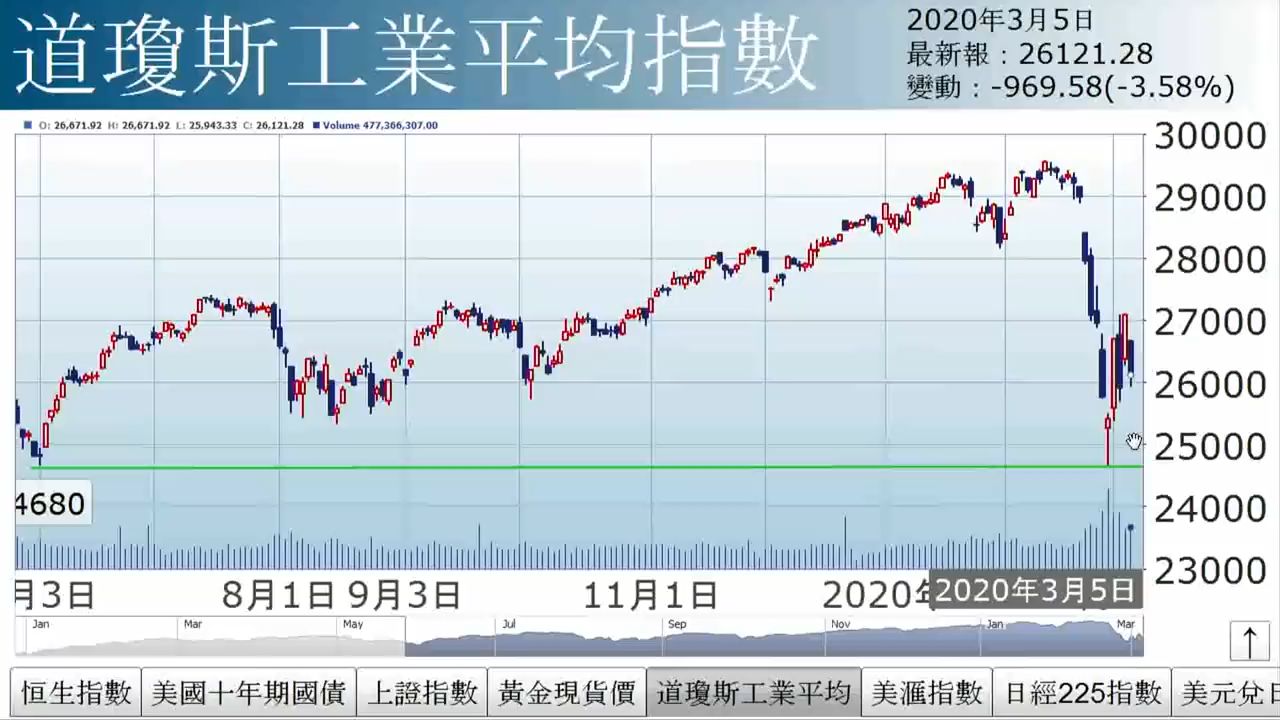 道瓊斯工業平均指數
2020年3月5日
最新報：26121.28
變動：-969.58(-3.58%)
O: 26,671.92 H: 26,671.92 L: 25,943.33 C: 26,121.28 Volume 477,366,307.00
30000
29000
28000
27000
26000
25000
24000
23000
4680
月3日 8月1日 9月3日 11月1日 2020年 2020年3月5日
Jan Mar May Jul Sep Nov Jan Mar
↑
恒生指數 美國十年期國債 上證指數 黃金現貨價 道瓊斯工業平均 美滙指數 日經225指數 美元兌日